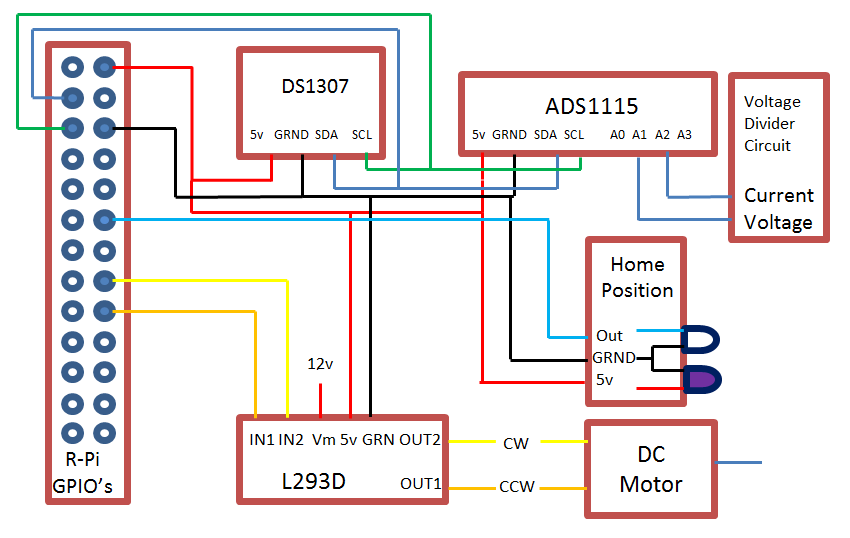 DS1307
5v GRND SDA SCL
ADS1115
5v GRND SDA SCL A0 A1 A2 A3
Voltage
Divider
Circuit
Current
Voltage
Home
Position
Out
GRND
5v
12v
IN1 IN2 Vm 5v GRN OUT2
L293D
OUT1
CW
CCW
DC
Motor
R-Pi
GPIO's